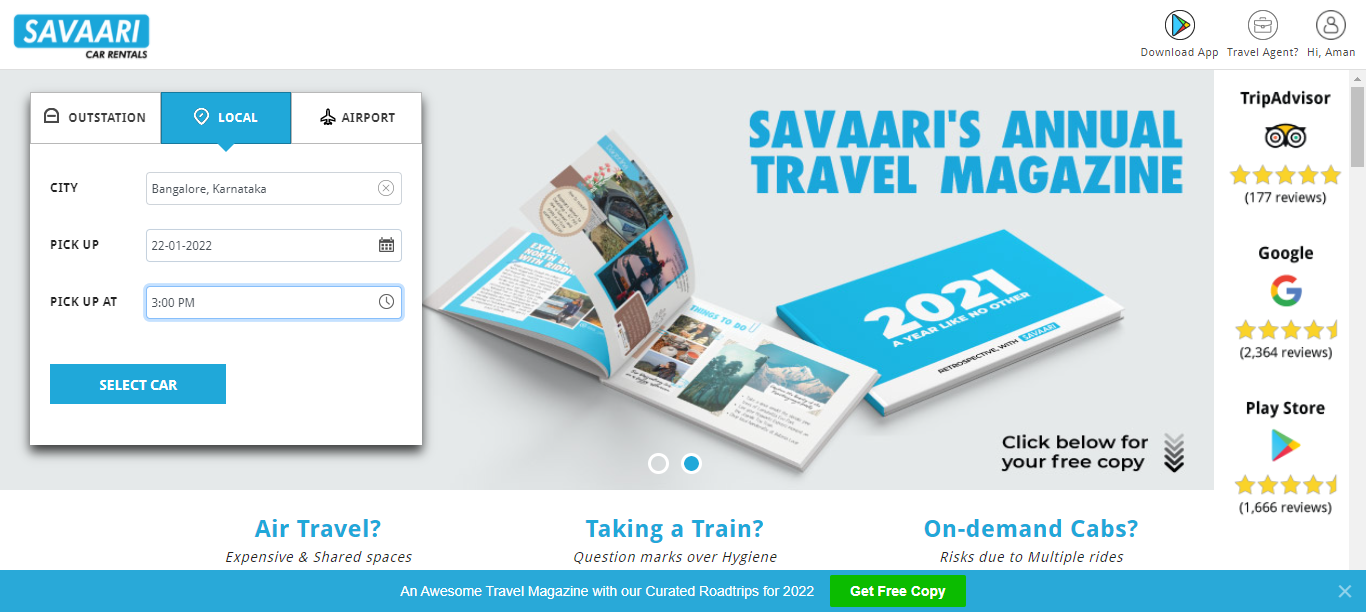 SAVAARI
CAR RENTALS
Download App
Travel Agent?
Hi, Aman
OUTSTATION
LOCAL
AIRPORT
CITY
Bangalore, Karnataka
PICK UP
22-01-2022
PICK UP AT
3:00 PM
SELECT CAR
SAVAARI'S ANNUAL
TRAVEL MAGAZINE
THINGS TO DO
2021
A YEAR LIKE NO OTHER
RETROSPECTIVE, WITH SAVAARI
Click below for
your free copy
TripAdvisor
(177 reviews)
Google
(2,364 reviews)
Play Store
(1,666 reviews)
Air Travel?
Expensive & Shared spaces
Taking a Train?
Question marks over Hygiene
On-demand Cabs?
Risks due to Multiple rides
An Awesome Travel Magazine with our Curated Roadtrips for 2022
Get Free Copy